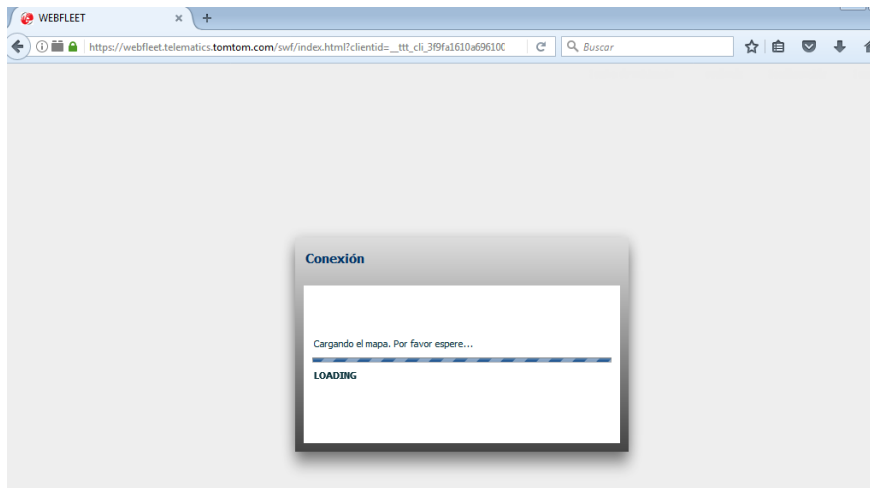 WEBFLEET
https://webfleet.telematics.tomtom.com/swf/index.html?clientid=__ttt_cli_3f9fa1610a69610(
Buscar
Conexión
Cargando el mapa. Por favor espere...
LOADING